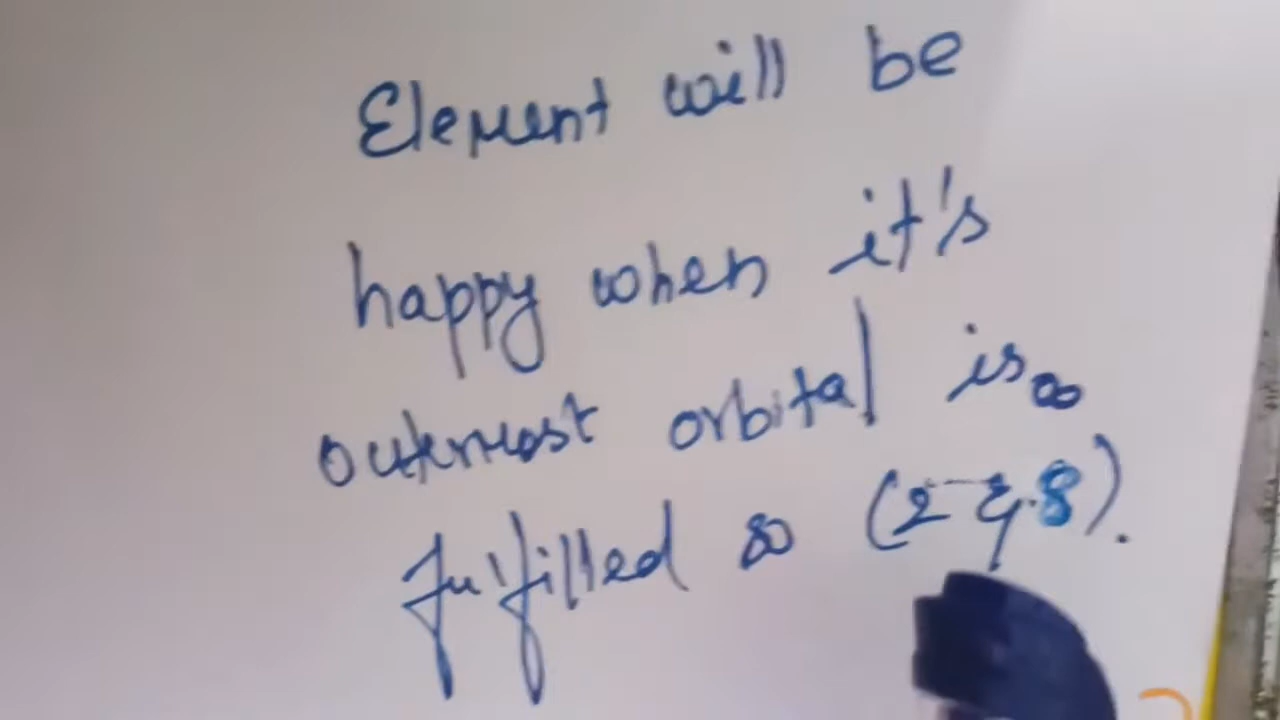 Element will be
happy when it's
outermost orbital is
fulfilled so (2 & 8).